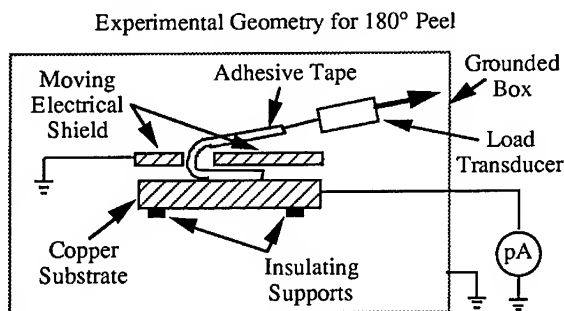 Experimental Geometry for 180° Peel
Moving
Electrical
Shield
Adhesive Tape
Grounded
Box
Load
Transducer
Copper
Substrate
Insulating
Supports
pA